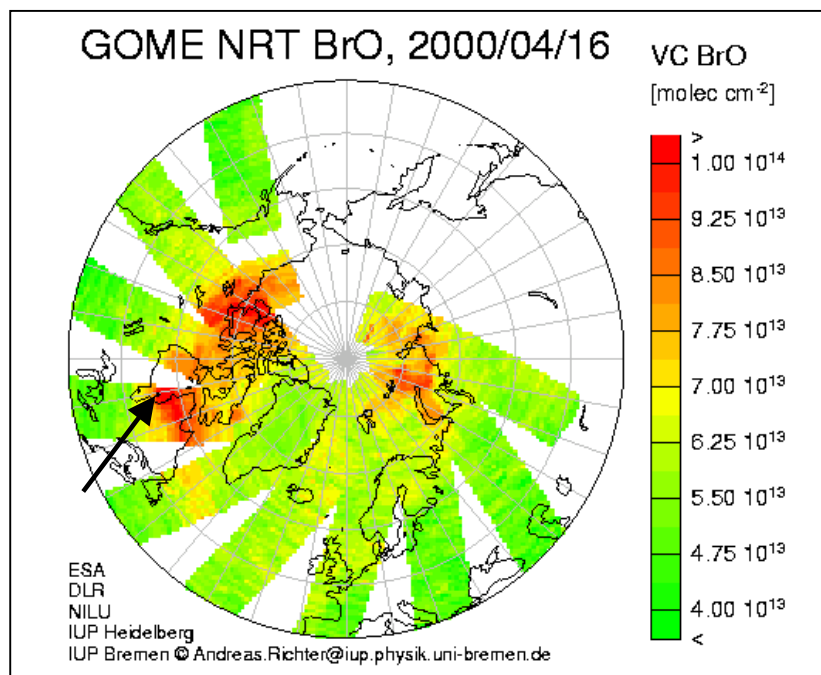 GOME NRT BrO, 2000/04/16
VC BrO
[molec cm⁻²]
>
1.00 10¹⁴
9.25 10¹³
8.50 10¹³
7.75 10¹³
7.00 10¹³
6.25 10¹³
5.50 10¹³
4.75 10¹³
4.00 10¹³
<
ESA
DLR
NILU
IUP Heidelberg
IUP Bremen © Andreas.Richter@iup.physik.uni-bremen.de